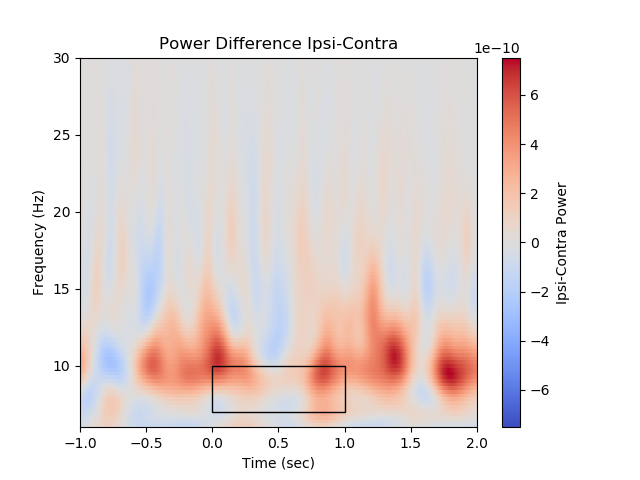 Power Difference Ipsi-Contra
1e−10
30
25
20
15
10
Frequency (Hz)
−1.0 −0.5 0.0 0.5 1.0 1.5 2.0
Time (sec)
6
4
2
0
−2
−4
−6
Ipsi-Contra Power